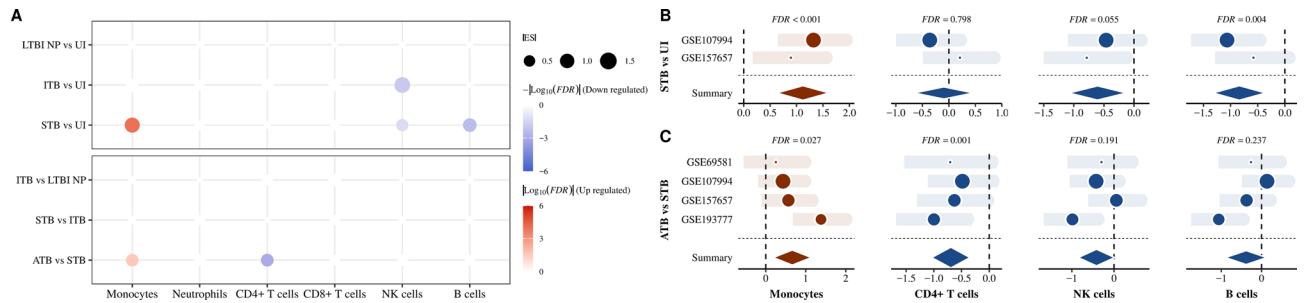 A
LTBI NP vs UI
ITB vs UI
STB vs UI
ITB vs LTBI NP
STB vs ITB
ATB vs STB
Monocytes
Neutrophils
CD4+ T cells
CD8+ T cells
NK cells
B cells
|ES|
0.5
1.0
1.5
−|Log10(FDR)| (Down regulated)
0
−3
−6
|Log10(FDR)| (Up regulated)
6
3
0
B
STB vs UI
FDR < 0.001
FDR = 0.798
FDR = 0.055
FDR = 0.004
GSE107994
GSE157657
Summary
0.0 0.5 1.0 1.5 2.0
−1.0 −0.5 0.0 0.5 1.0
−1.5 −1.0 −0.5 0.0
−1.5 −1.0 −0.5 0.0
C
ATB vs STB
FDR = 0.027
FDR = 0.001
FDR = 0.191
FDR = 0.237
GSE69581
GSE107994
GSE157657
GSE193777
Summary
0 1 2
−1.5 −1.0 −0.5 0.0
−1 0
−1 0
Monocytes
CD4+ T cells
NK cells
B cells